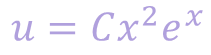 u = Cx²eˣ